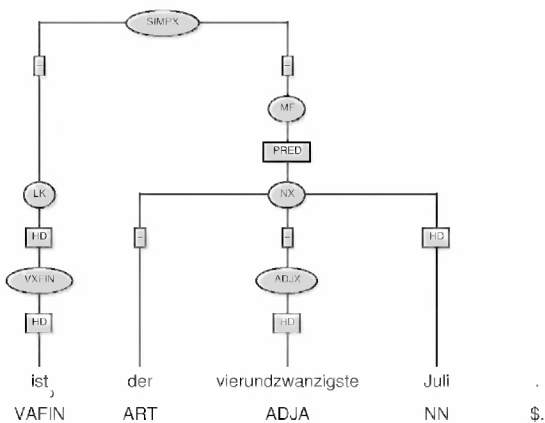 SIMPX
– –
MF
PRED
LK NX
HD – – HD
VXFIN ADJX
HD HD
ist, der vierundzwanzigste Juli .
VAFIN ART ADJA NN $.